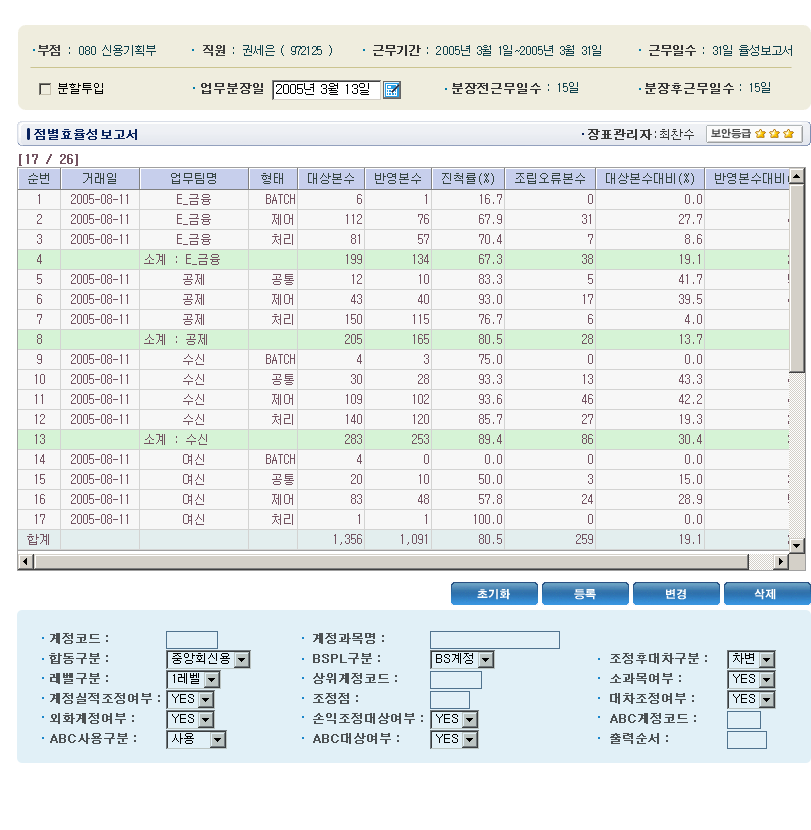 ·부점 : 080 신용기획부 · 직원 : 권세은 ( 972125 ) · 근무기간 : 2005년 3월 1일~2005년 3월 31일 · 근무일수 : 31일 율성보고서
분할투입 · 업무분장일 2005년 3월 13일 · 분장전근무일수 : 15일 · 분장후근무일수 : 15일
점별효율성보고서 · 장표관리자:최찬수 보안등급
[17 / 26]
순번 거래일 업무팀명 형태 대상본수 반영본수 진척률(%) 조립오류본수 대상본수대비(%) 반영본수대비
1 2005-08-11 E_금융 BATCH 6 1 16.7 0 0.0
2 2005-08-11 E_금융 제어 112 76 67.9 31 27.7
3 2005-08-11 E_금융 처리 81 57 70.4 7 8.6
4 소계 : E_금융 199 134 67.3 38 19.1
5 2005-08-11 공제 공통 12 10 83.3 5 41.7
6 2005-08-11 공제 제어 43 40 93.0 17 39.5
7 2005-08-11 공제 처리 150 115 76.7 6 4.0
8 소계 : 공제 205 165 80.5 28 13.7
9 2005-08-11 수신 BATCH 4 3 75.0 0 0.0
10 2005-08-11 수신 공통 30 28 93.3 13 43.3
11 2005-08-11 수신 제어 109 102 93.6 46 42.2
12 2005-08-11 수신 처리 140 120 85.7 27 19.3
13 소계 : 수신 283 253 89.4 86 30.4
14 2005-08-11 여신 BATCH 4 0 0.0 0 0.0
15 2005-08-11 여신 공통 20 10 50.0 3 15.0
16 2005-08-11 여신 제어 83 48 57.8 24 28.9
17 2005-08-11 여신 처리 1 1 100.0 0 0.0
합계 1,356 1,091 80.5 259 19.1
초기화 등록 변경 삭제
· 계정코드 : · 계정과목명 :
· 합동구분 : 중앙회신용 · BSPL구분 : BS계정 · 조정후대차구분 : 차변
· 레밸구분 : 1레벨 · 상위계정코드 : · 소과목여부 : YES
· 계정실적조정여부 : YES · 조정점 : · 대차조정여부 : YES
· 외화계정여부 : YES · 손익조정대상여부 : YES · ABC계정코드 :
· ABC사용구분 : 사용 · ABC대상여부 : YES · 출력순서 :